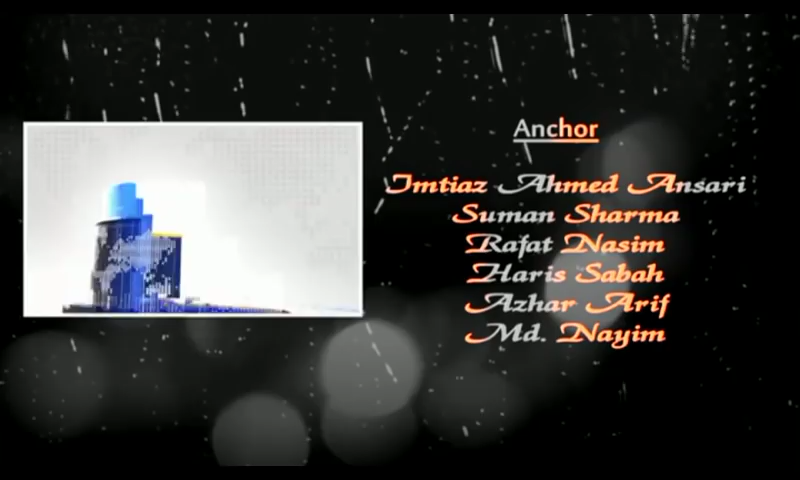 Anchor
Imtiaz Ahmed Ansari
Suman Sharma
Rafat Nasim
Haris Sabah
Azhar Arif
Md. Nayim